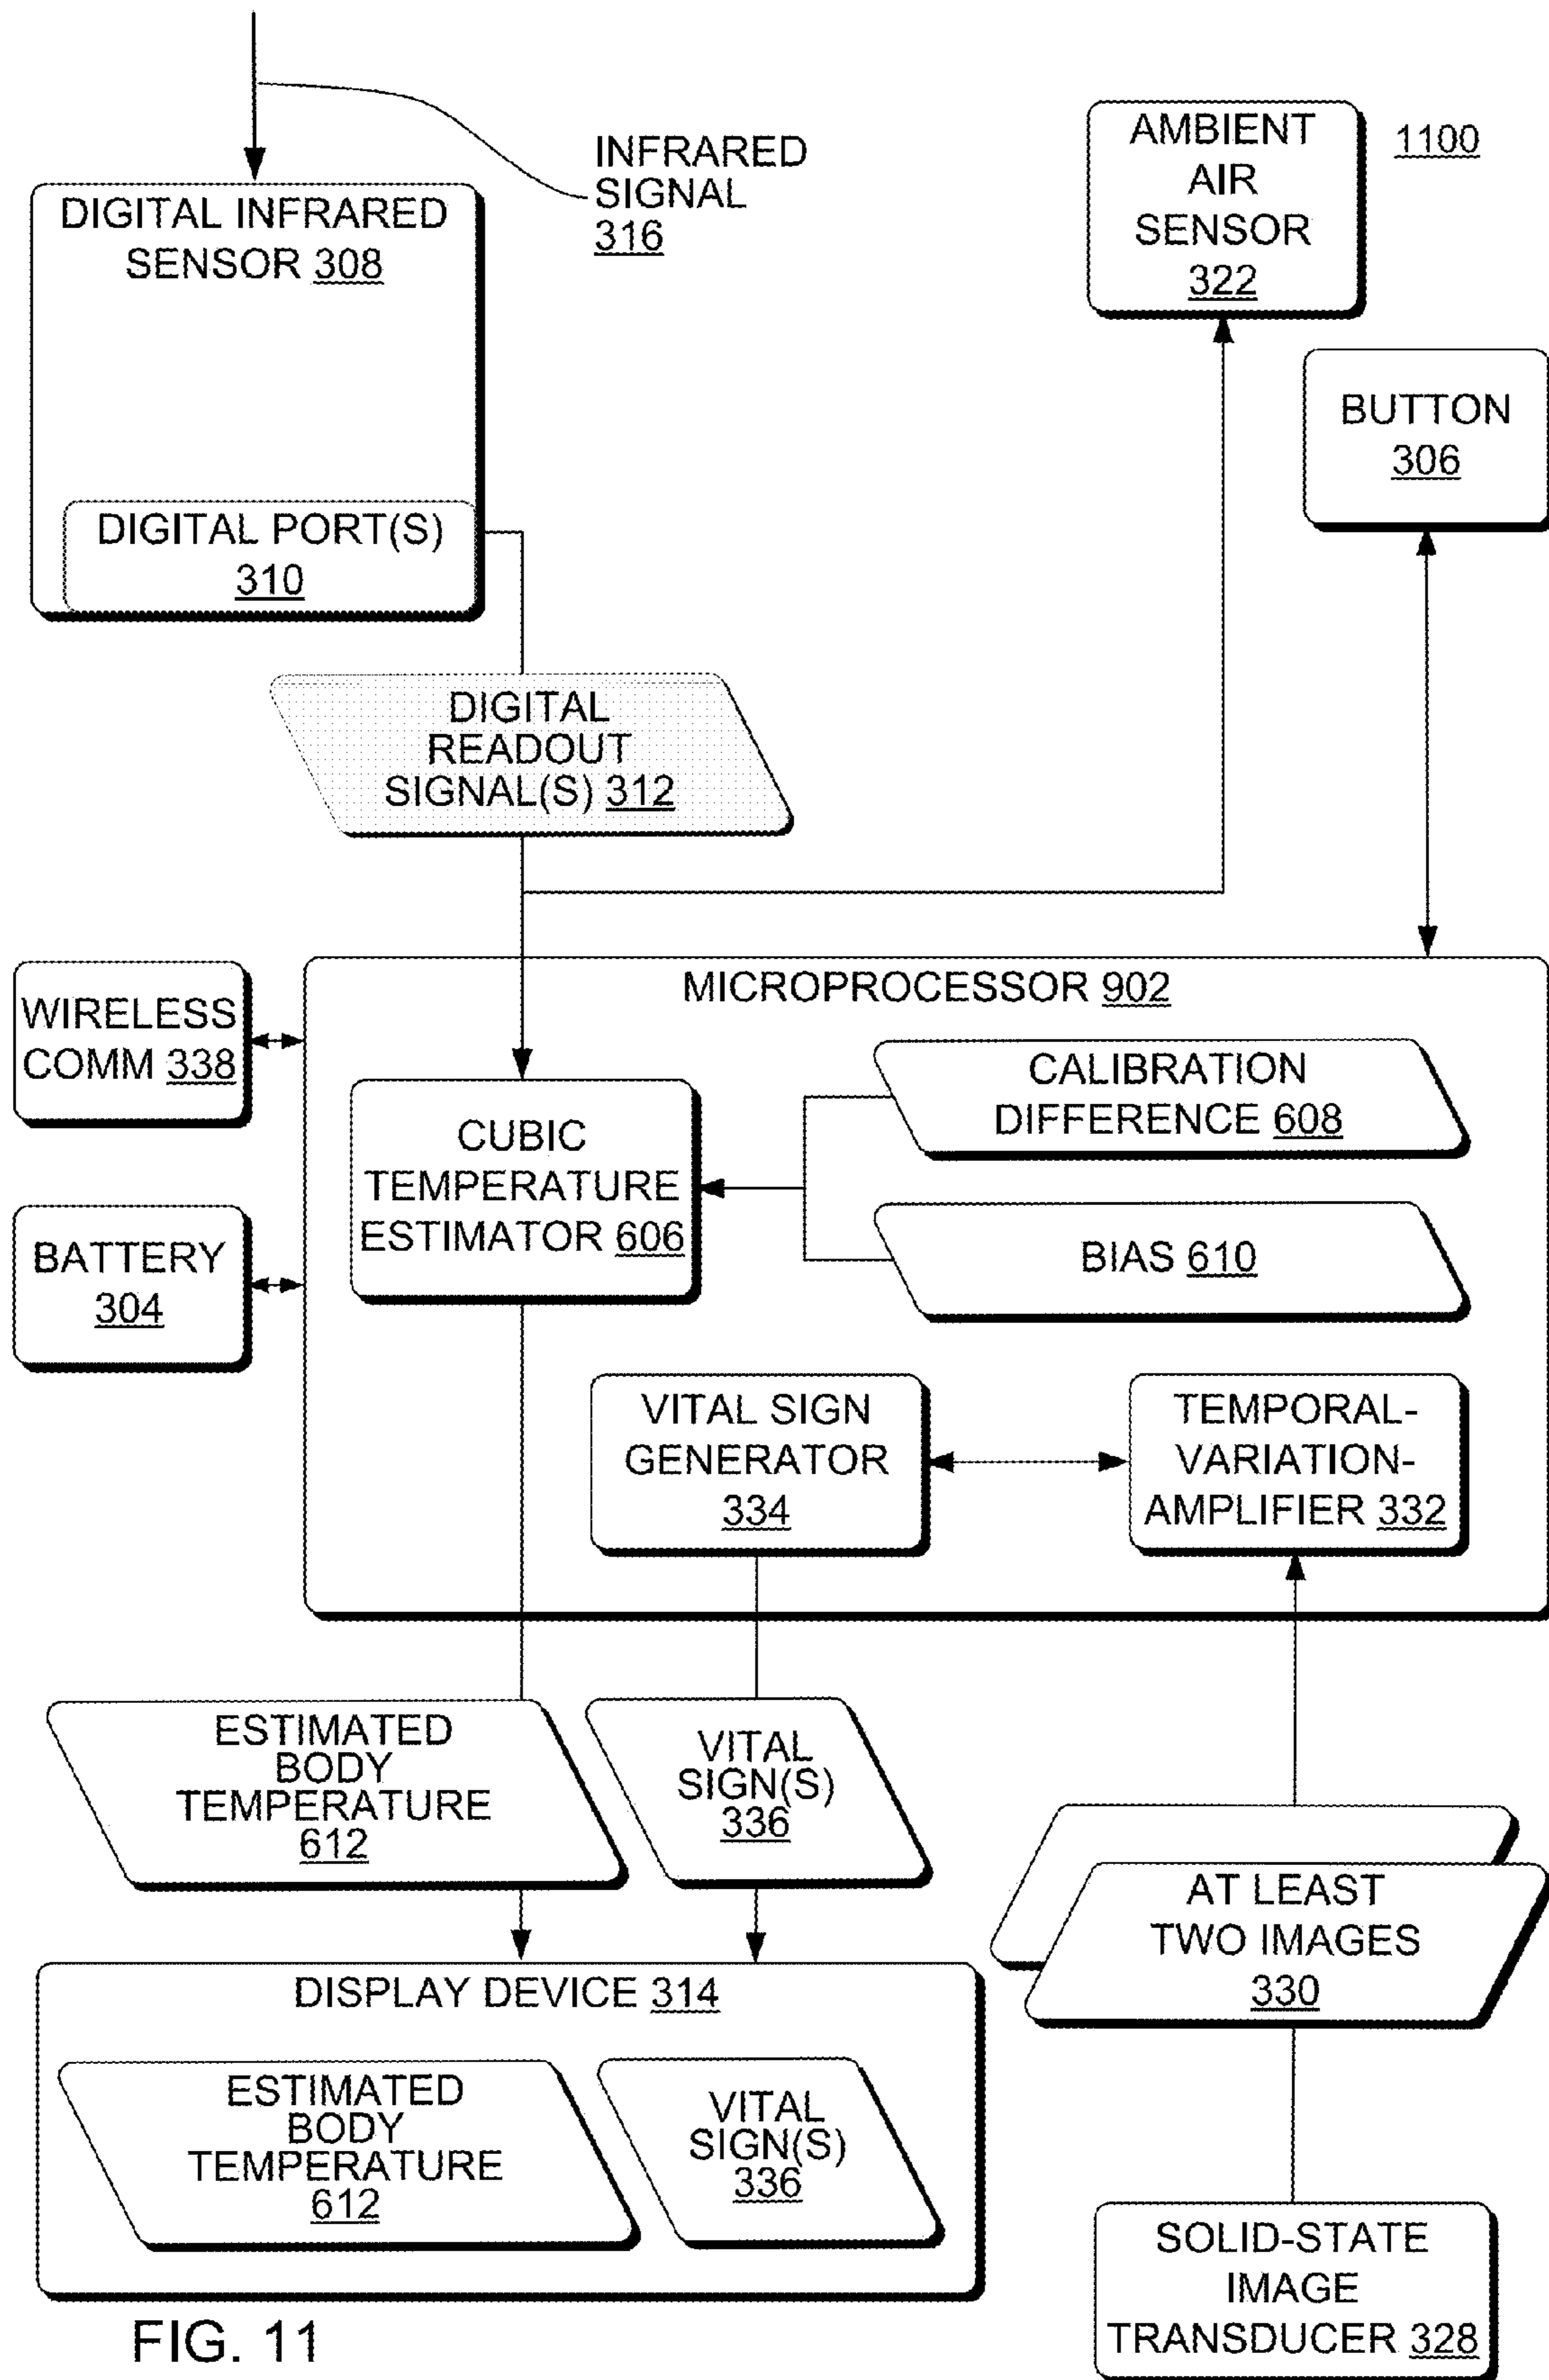 INFRARED
SIGNAL
316
AMBIENT
AIR
SENSOR
322
1100
DIGITAL INFRARED
SENSOR 308
BUTTON
306
DIGITAL PORT(S)
310
DIGITAL
READOUT
SIGNAL(S) 312
MICROPROCESSOR 902
WIRELESS
COMM 338
CALIBRATION
DIFFERENCE 608
CUBIC
TEMPERATURE
ESTIMATOR 606
BATTERY
304
BIAS 610
VITAL SIGN
GENERATOR
334
TEMPORAL-
VARIATION-
AMPLIFIER 332
ESTIMATED
BODY
TEMPERATURE
612
VITAL
SIGN(S)
336
AT LEAST
TWO IMAGES
330
DISPLAY DEVICE 314
ESTIMATED
BODY
TEMPERATURE
612
VITAL
SIGN(S)
336
SOLID-STATE
IMAGE
TRANSDUCER 328
FIG. 11